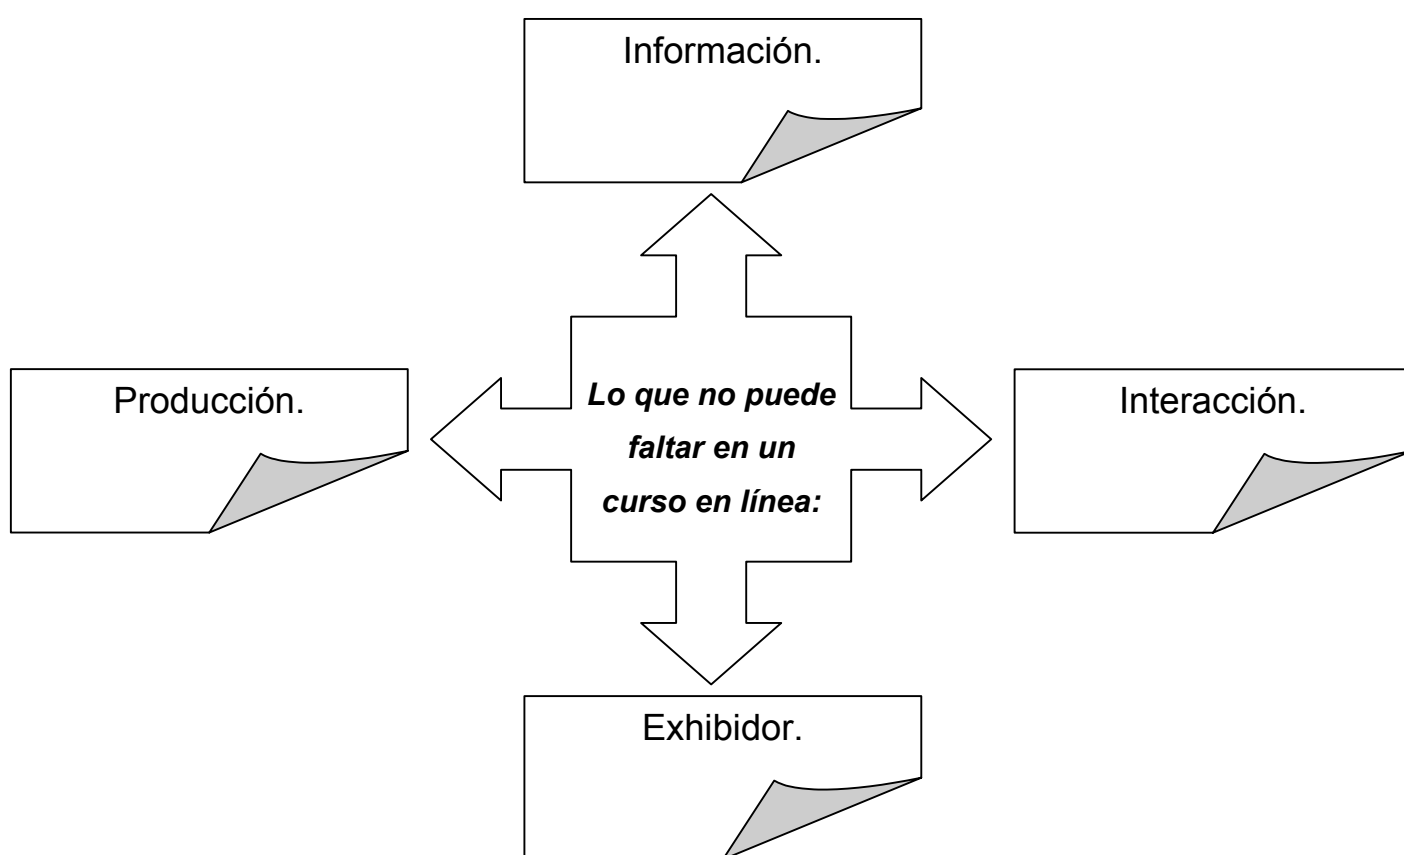 Información.
Producción.
Lo que no puede
faltar en un
curso en línea:
Interacción.
Exhibidor.